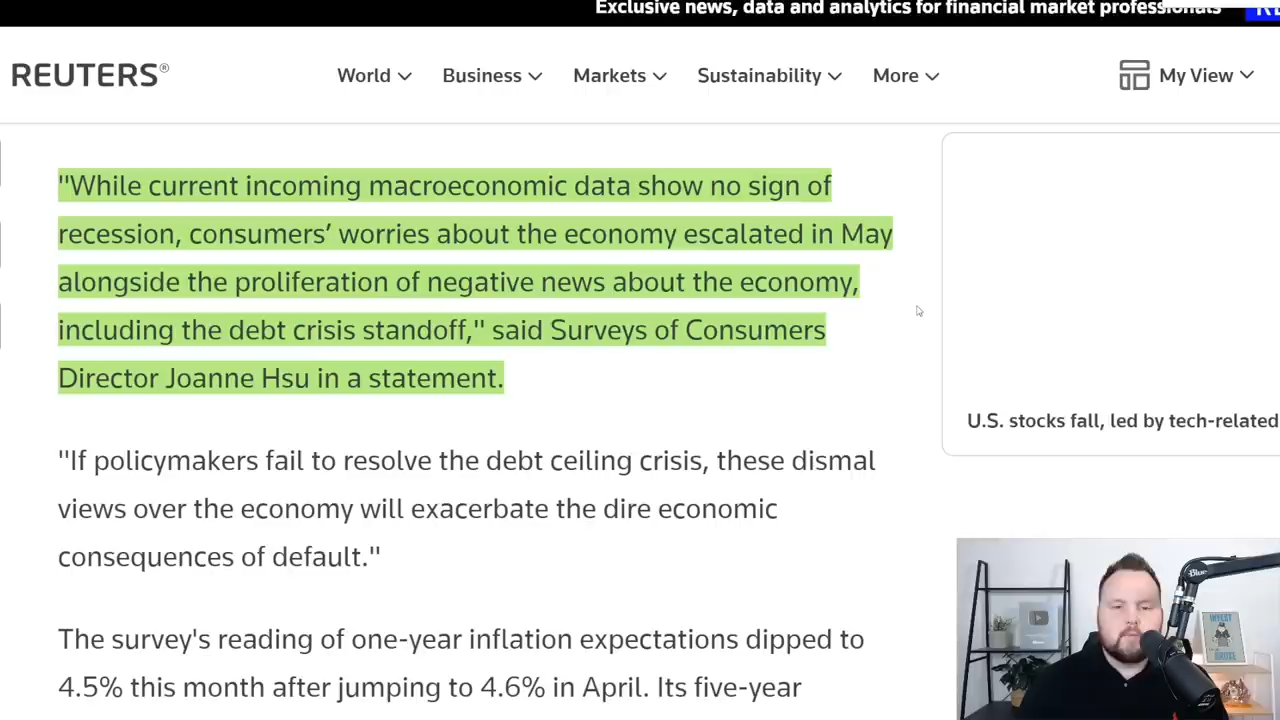 Exclusive news, data and analytics for financial market professionals
REUTERS®
World
Business
Markets
Sustainability
More
My View
"While current incoming macroeconomic data show no sign of
recession, consumers’ worries about the economy escalated in May
alongside the proliferation of negative news about the economy,
including the debt crisis standoff," said Surveys of Consumers
Director Joanne Hsu in a statement.
U.S. stocks fall, led by tech-related
"If policymakers fail to resolve the debt ceiling crisis, these dismal
views over the economy will exacerbate the dire economic
consequences of default."
The survey's reading of one-year inflation expectations dipped to
4.5% this month after jumping to 4.6% in April. Its five-year
Blue
INVEST